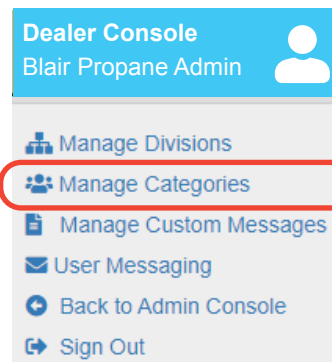 Dealer Console
Blair Propane Admin
Manage Divisions
Manage Categories
Manage Custom Messages
User Messaging
Back to Admin Console
Sign Out